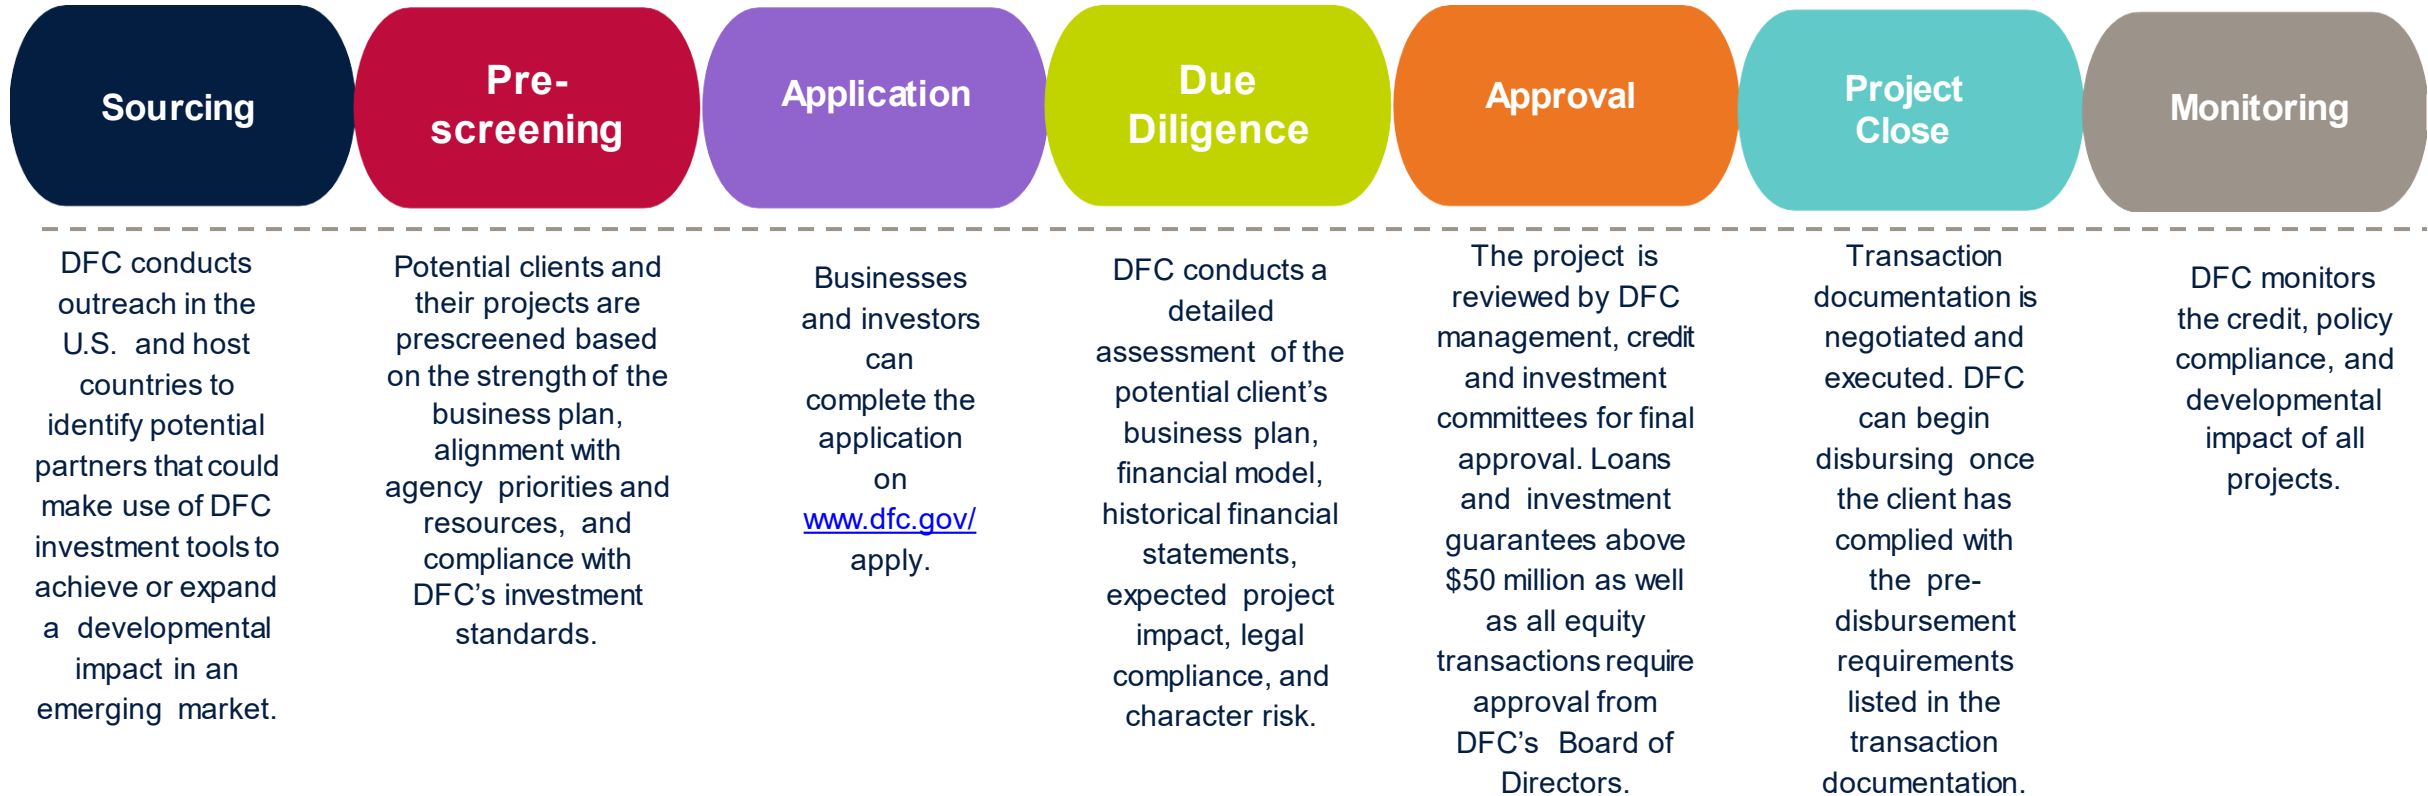 Sourcing
DFC conducts
outreach in the
U.S. and host
countries to
identify potential
partners that could
make use of DFC
investment tools to
achieve or expand
a developmental
impact in an
emerging market.
Pre-
screening
Potential clients and
their projects are
prescreened based
on the strength of the
business plan,
alignment with
agency priorities and
resources, and
compliance with
DFC’s investment
standards.
Application
Businesses
and investors
can
complete the
application
on
www.dfc.gov/
apply.
Due
Diligence
DFC conducts a
detailed
assessment of the
potential client’s
business plan,
financial model,
historical financial
statements,
expected project
impact, legal
compliance, and
character risk.
Approval
The project is
reviewed by DFC
management, credit
and investment
committees for final
approval. Loans
and investment
guarantees above
$50 million as well
as all equity
transactions require
approval from
DFC’s Board of
Directors.
Project
Close
Transaction
documentation is
negotiated and
executed. DFC
can begin
disbursing once
the client has
complied with
the pre-
disbursement
requirements
listed in the
transaction
documentation.
Monitoring
DFC monitors
the credit, policy
compliance, and
developmental
impact of all
projects.